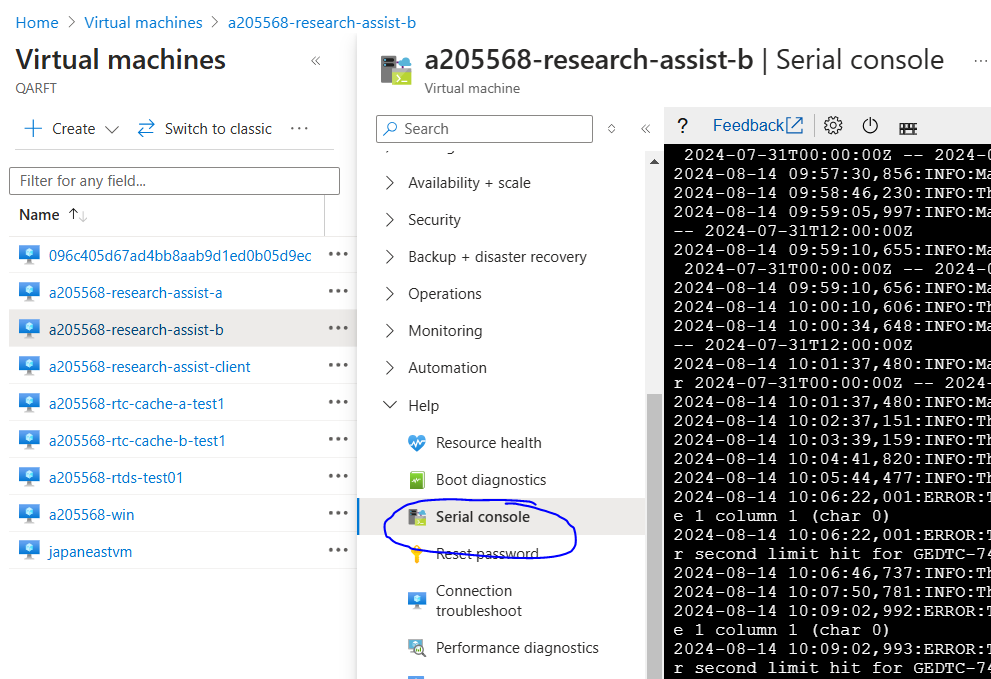 Home > Virtual machines > a205568-research-assist-b
Virtual machines
«
QARFT
Create
Switch to classic
...
Filter for any field...
Name ↑↓
096c405d67ad4bb8aab9d1ed0b05d9ec
a205568-research-assist-a
a205568-research-assist-b
a205568-research-assist-client
a205568-rtc-cache-a-test1
a205568-rtc-cache-b-test1
a205568-rtds-test01
a205568-win
japaneastvm
a205568-research-assist-b | Serial console
...
Virtual machine
Search
«
Availability + scale
Security
Backup + disaster recovery
Operations
Monitoring
Automation
Help
Resource health
Boot diagnostics
Serial console
Reset password
Connection
troubleshoot
Performance diagnostics
? Feedback
2024-07-31T00:00:00Z -- 2024-0
2024-08-14 09:57:30,856:INFO:Ma
2024-08-14 09:58:46,230:INFO:Th
2024-08-14 09:59:05,997:INFO:Ma
-- 2024-07-31T12:00:00Z
2024-08-14 09:59:10,655:INFO:Ma
2024-07-31T00:00:00Z -- 2024-0
2024-08-14 09:59:10,656:INFO:Ma
2024-08-14 10:00:10,606:INFO:Th
2024-08-14 10:00:34,648:INFO:Ma
-- 2024-07-31T12:00:00Z
2024-08-14 10:01:37,480:INFO:Ma
r 2024-07-31T00:00:00Z -- 2024-
2024-08-14 10:01:37,480:INFO:Ma
2024-08-14 10:02:37,151:INFO:Th
2024-08-14 10:03:39,159:INFO:Th
2024-08-14 10:04:41,820:INFO:Th
2024-08-14 10:05:44,477:INFO:Th
2024-08-14 10:06:22,001:ERROR:T
e 1 column 1 (char 0)
2024-08-14 10:06:22,001:ERROR:T
r second limit hit for GEDTC-74
2024-08-14 10:06:46,737:INFO:Th
2024-08-14 10:07:50,781:INFO:Th
2024-08-14 10:09:02,992:ERROR:T
e 1 column 1 (char 0)
2024-08-14 10:09:02,993:ERROR:T
r second limit hit for GEDTC-74